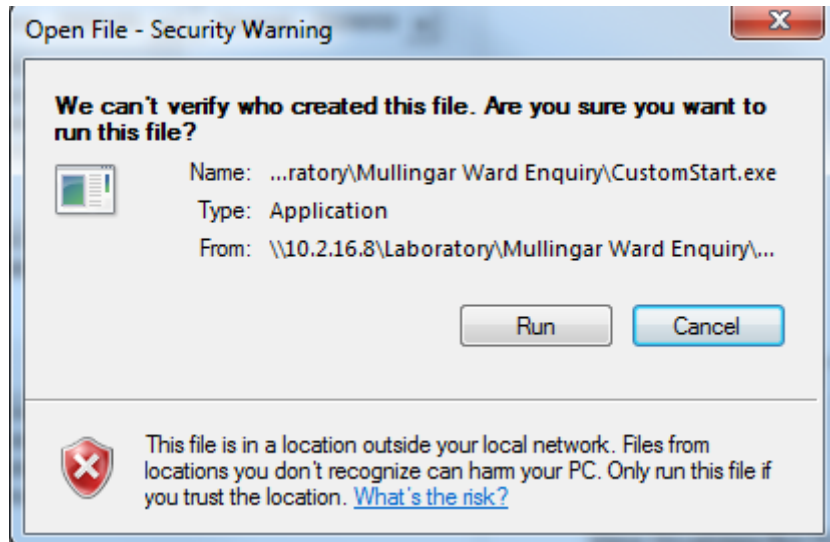 Open File - Security Warning
We can't verify who created this file. Are you sure you want to
run this file?
Name: ...ratory\Mullingar Ward Enquiry\CustomStart.exe
Type: Application
From: \\10.2.16.8\Laboratory\Mullingar Ward Enquiry\...
Run Cancel
This file is in a location outside your local network. Files from
locations you don't recognize can harm your PC. Only run this file if
you trust the location. What's the risk?